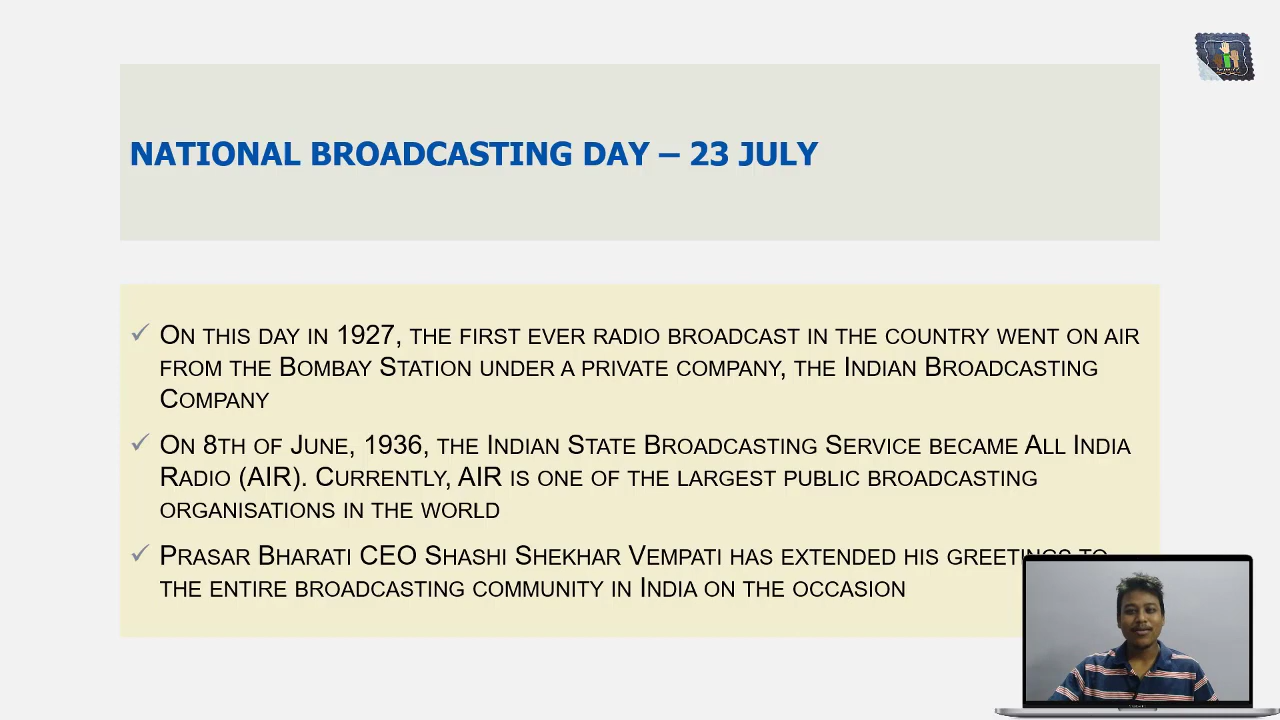 NATIONAL BROADCASTING DAY – 23 JULY
ON THIS DAY IN 1927, THE FIRST EVER RADIO BROADCAST IN THE COUNTRY WENT ON AIR
FROM THE BOMBAY STATION UNDER A PRIVATE COMPANY, THE INDIAN BROADCASTING
COMPANY
ON 8TH OF JUNE, 1936, THE INDIAN STATE BROADCASTING SERVICE BECAME ALL INDIA
RADIO (AIR). CURRENTLY, AIR IS ONE OF THE LARGEST PUBLIC BROADCASTING
ORGANISATIONS IN THE WORLD
PRASAR BHARATI CEO SHASHI SHEKHAR VEMPATI HAS EXTENDED HIS GREETINGS TO
THE ENTIRE BROADCASTING COMMUNITY IN INDIA ON THE OCCASION